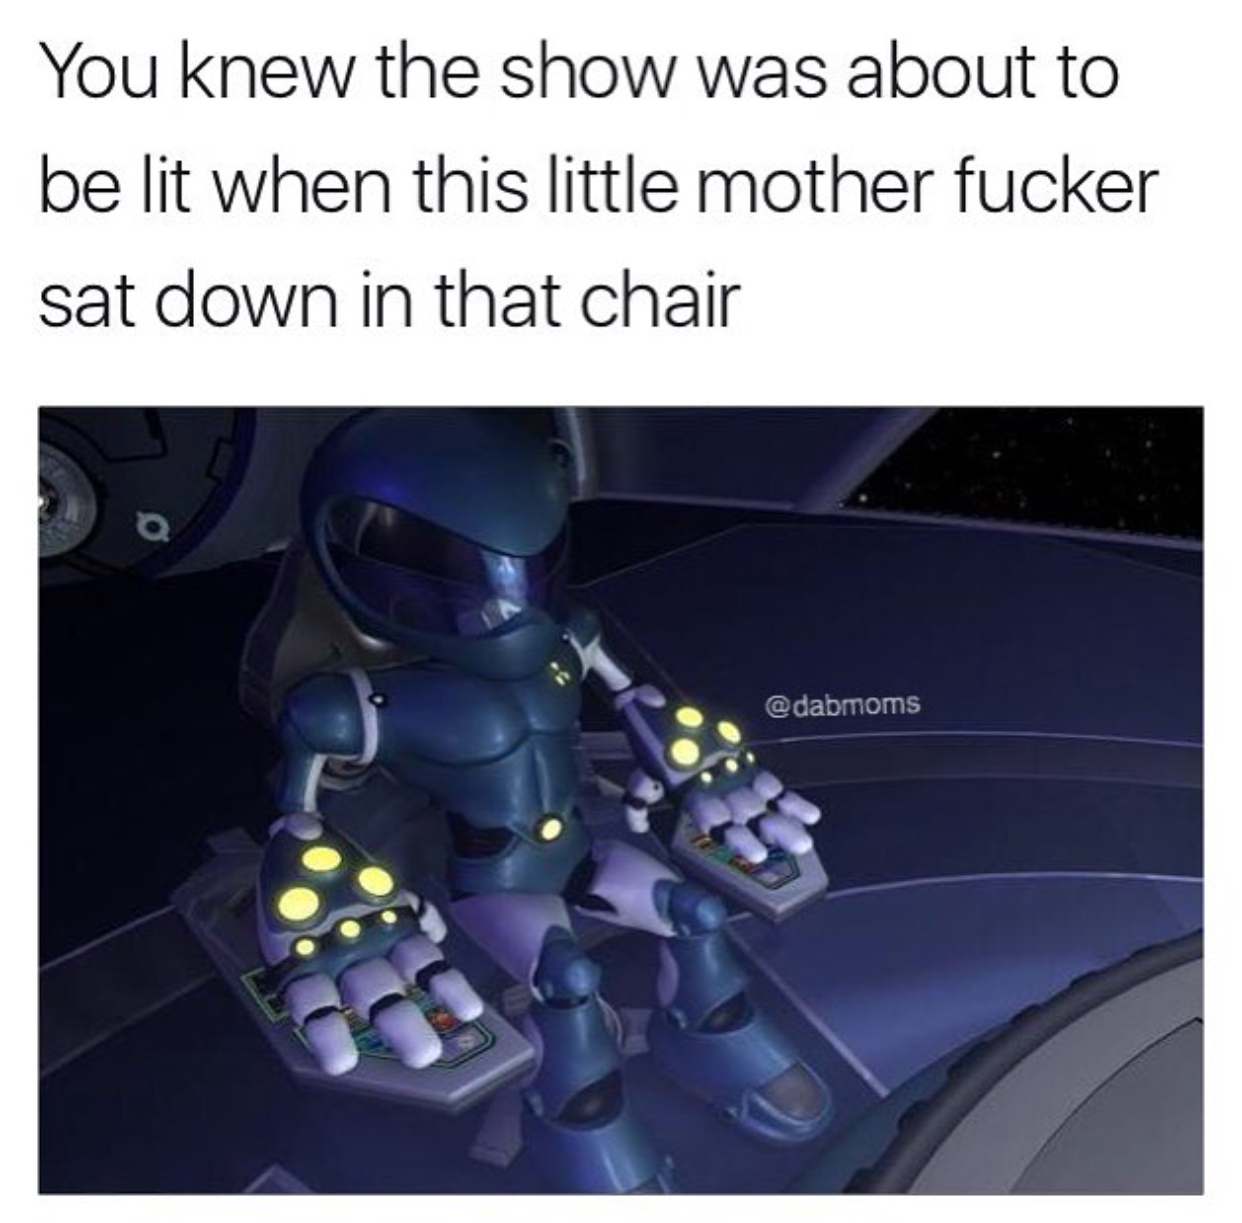 You knew the show was about to
be lit when this little mother fucker
sat down in that chair
@dabmoms